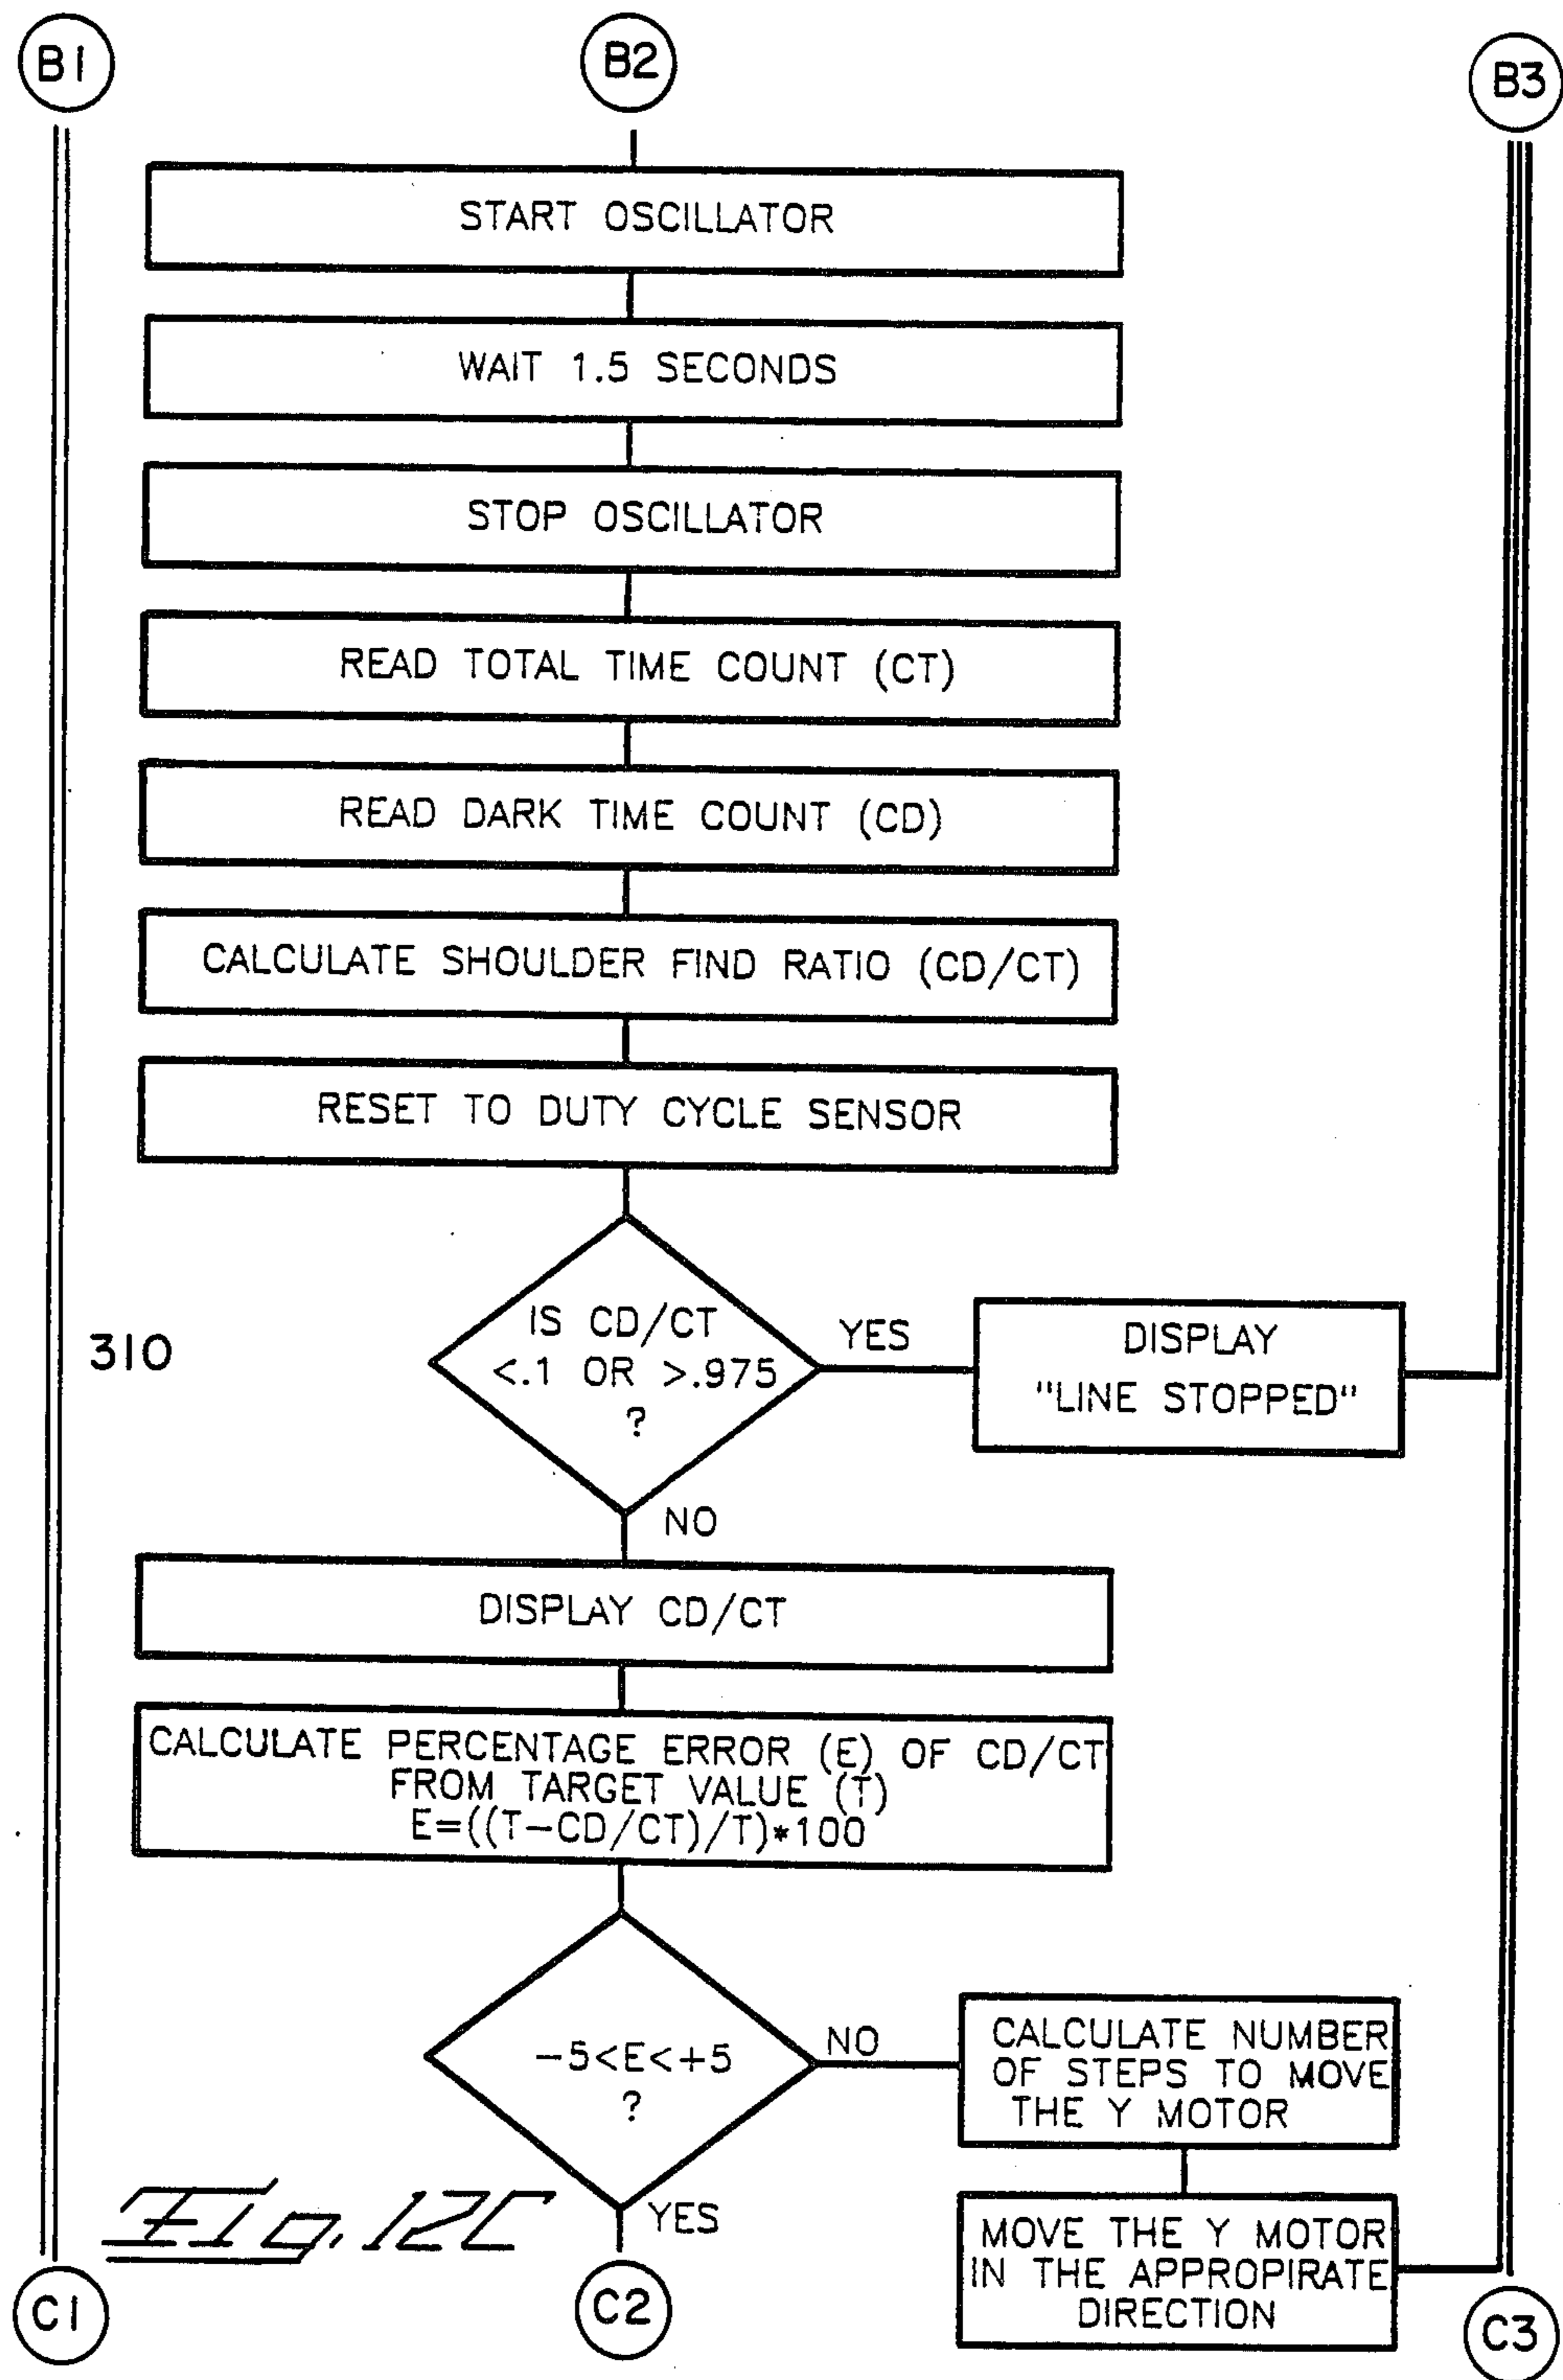 B1
B2
B3
START OSCILLATOR
WAIT 1.5 SECONDS
STOP OSCILLATOR
READ TOTAL TIME COUNT (CT)
READ DARK TIME COUNT (CD)
CALCULATE SHOULDER FIND RATIO (CD/CT)
RESET TO DUTY CYCLE SENSOR
310
IS CD/CT
<.1 OR >.975
?
YES
DISPLAY
"LINE STOPPED"
NO
DISPLAY CD/CT
CALCULATE PERCENTAGE ERROR (E) OF CD/CT
FROM TARGET VALUE (T)
E=((T-CD/CT)/T)*100
-5<E<+5
?
NO
CALCULATE NUMBER
OF STEPS TO MOVE
THE Y MOTOR
YES
MOVE THE Y MOTOR
IN THE APPROPIRATE
DIRECTION
Fig. 12C
C1
C2
C3